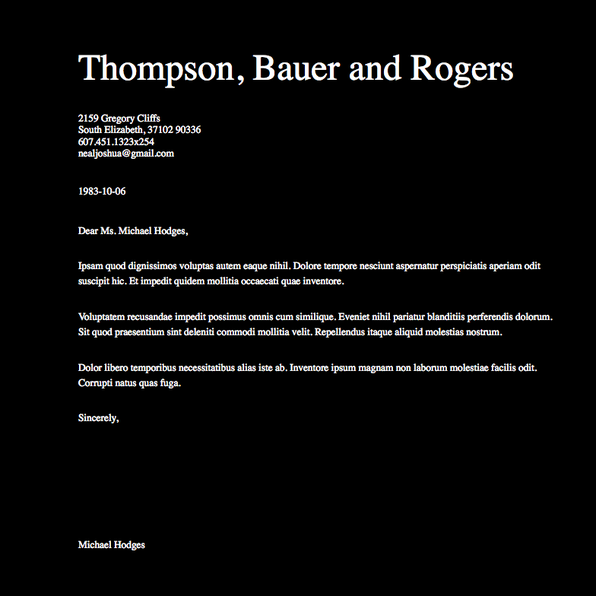 Thompson, Bauer and Rogers
2159 Gregory Cliffs
South Elizabeth, 37102 90336
607.451.1323x254
nealjoshua@gmail.com
1983-10-06
Dear Ms. Michael Hodges,
Ipsam quod dignissimos voluptas autem eaque nihil. Dolore tempore nesciunt aspernatur perspiciatis aperiam odit
suscipit hic. Et impedit quidem mollitia occaecati quae inventore.
Voluptatem recusandae impedit possimus omnis cum similique. Eveniet nihil pariatur blanditiis perferendis dolorum.
Sit quod praesentium sint deleniti commodi mollitia velit. Repellendus itaque aliquid molestias nostrum.
Dolor libero temporibus necessitatibus alias iste ab. Inventore ipsum magnam non laborum molestiae facilis odit.
Corrupti natus quas fuga.
Sincerely,
Michael Hodges